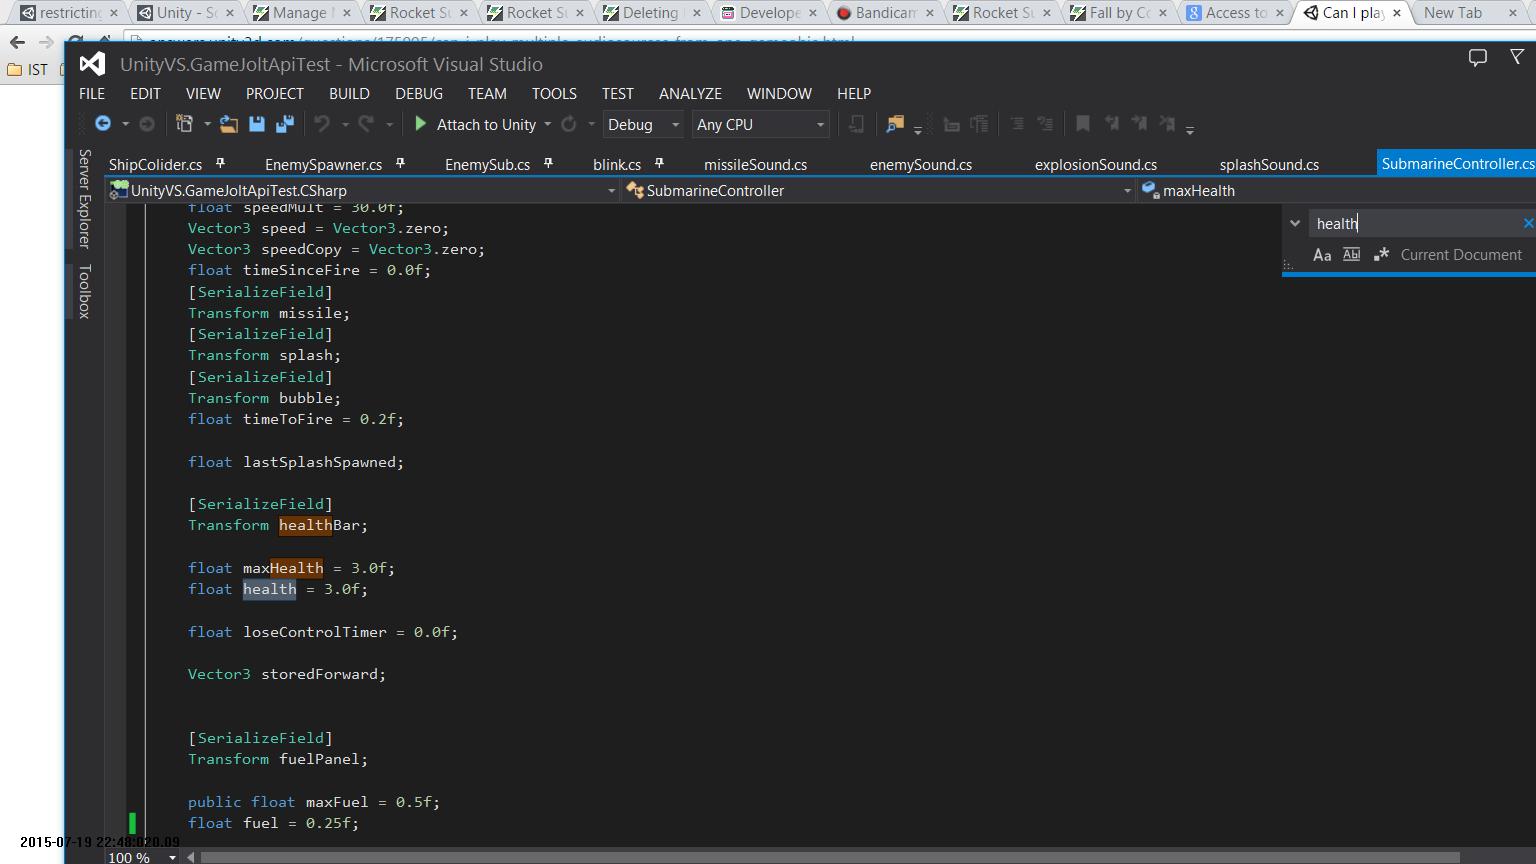 restricting
Unity - S
Manage
Rocket Su
Rocket Su
Deleting
Develope
Bandicam
Rocket Su
Fall by Co
Access to
Can I play
New Tab
IST
UnityVS.GameJoltApiTest - Microsoft Visual Studio
FILE EDIT VIEW PROJECT BUILD DEBUG TEAM TOOLS TEST ANALYZE WINDOW HELP
Attach to Unity Debug Any CPU
Server Explorer
Toolbox
ShipColider.cs EnemySpawner.cs EnemySub.cs blink.cs missileSound.cs enemySound.cs explosionSound.cs splashSound.cs SubmarineController.cs
UnityVS.GameJoltApiTest.CSharp SubmarineController maxHealth
health
Aa Abl Current Document
float speedMult = 30.0f;
Vector3 speed = Vector3.zero;
Vector3 speedCopy = Vector3.zero;
float timeSinceFire = 0.0f;
[SerializeField]
Transform missile;
[SerializeField]
Transform splash;
[SerializeField]
Transform bubble;
float timeToFire = 0.2f;
float lastSplashSpawned;
[SerializeField]
Transform healthBar;
float maxHealth = 3.0f;
float health = 3.0f;
float loseControlTimer = 0.0f;
Vector3 storedForward;
[SerializeField]
Transform fuelPanel;
public float maxFuel = 0.5f;
float fuel = 0.25f;
2015-07-19 22:48:
100 %